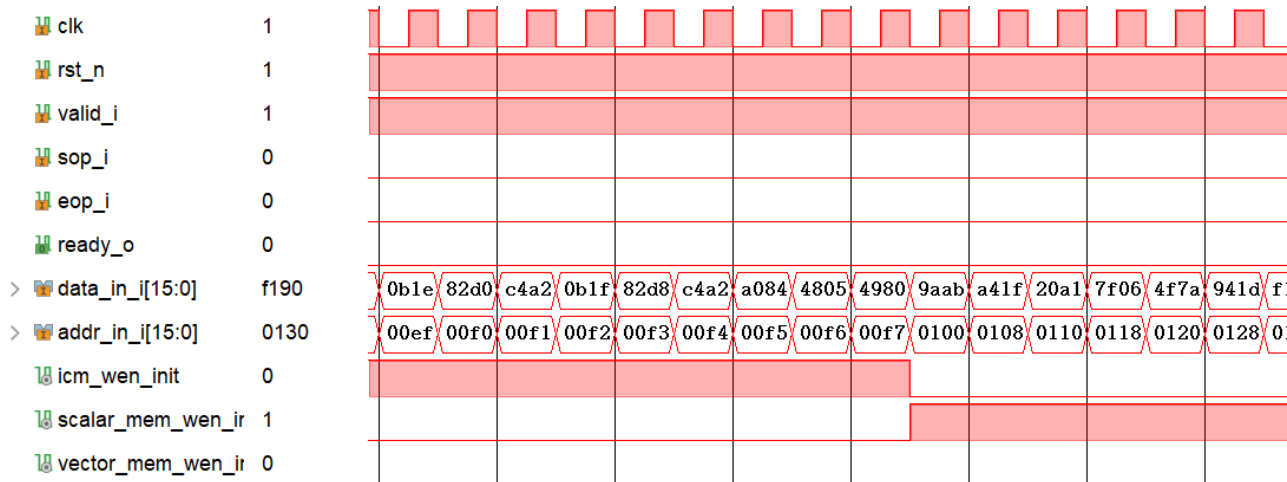 clk 1
rst_n 1
valid_i 1
sop_i 0
eop_i 0
ready_o 0
data_in_i[15:0] f190 0b1e 82d0 c4a2 0b1f 82d8 c4a2 a084 4805 4980 9aab a41f 20a1 7f06 4f7a 941d
addr_in_i[15:0] 0130 00ef 00f0 00f1 00f2 00f3 00f4 00f5 00f6 00f7 0100 0108 0110 0118 0120 0128
icm_wen_init 0
scalar_mem_wen_ir 1
vector_mem_wen_ir 0